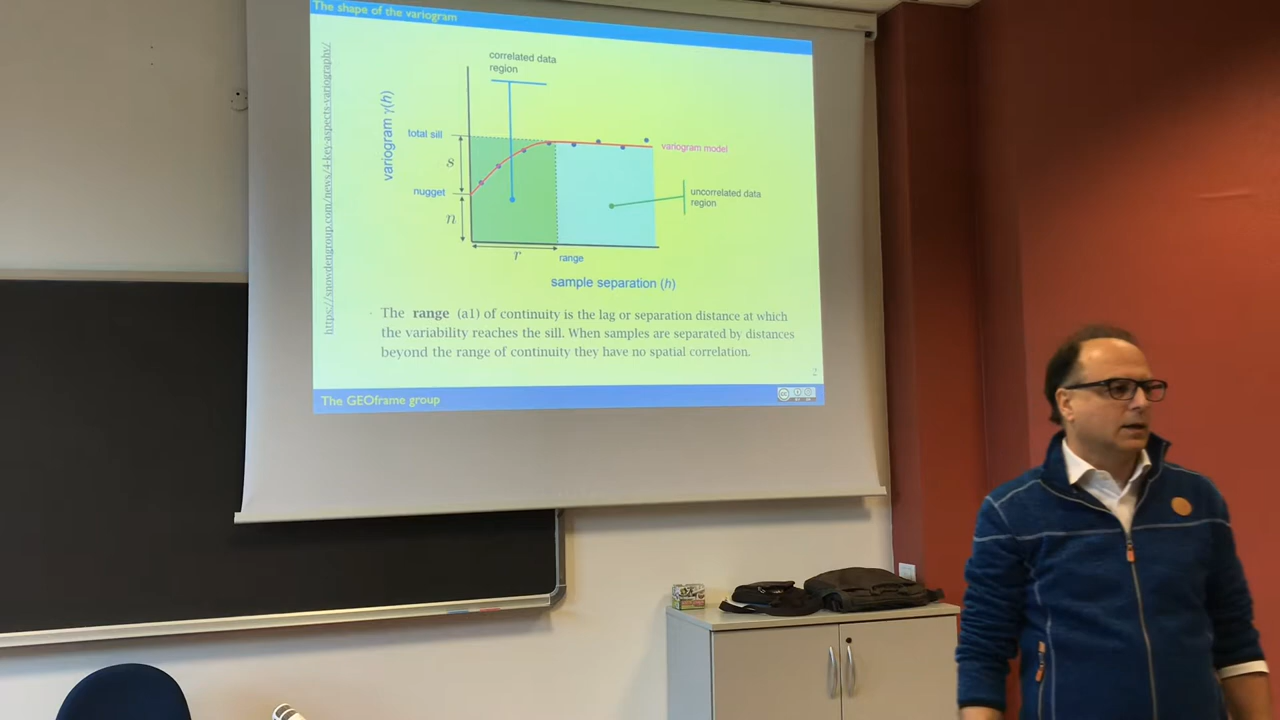 The shape of the variogram
https://snowdengroup.com/news/4-key-aspects-variography/
correlated data
region
variogram γ(h)
total sill
s
variogram model
nugget
uncorrelated data
region
n
r
range
sample separation (h)
The range (a1) of continuity is the lag or separation distance at which
the variability reaches the sill. When samples are separated by distances
beyond the range of continuity they have no spatial correlation.
2
The GEOframe group